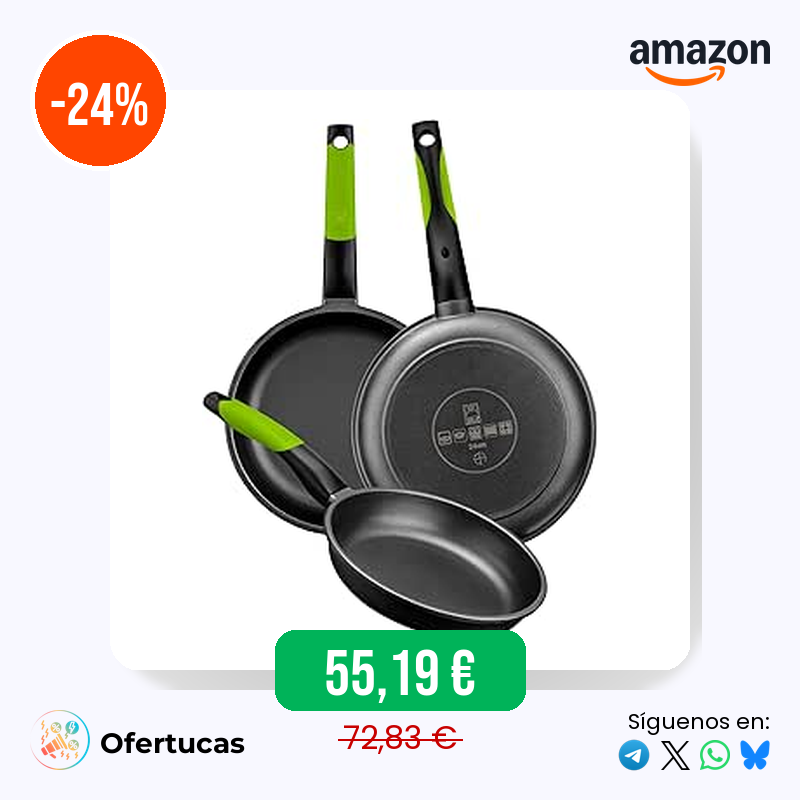 -24%
amazon
55,19 €
72,83 €
Ofertucas
Síguenos en: